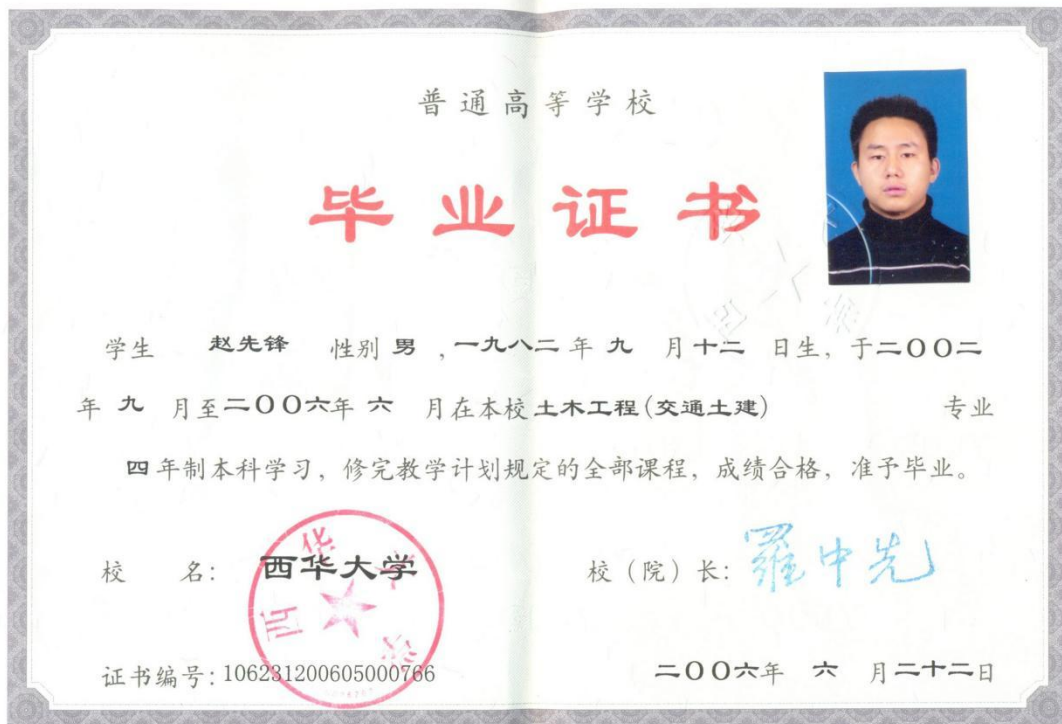 普通高等学校
毕业证书
学生 赵先锋 性别 男 ,一九八二 年 九 月十二 日生, 于二〇〇二
年 九 月至二〇〇六年 六 月在本校 土木工程(交通土建) 专业
四 年制本科学习, 修完教学计划规定的全部课程, 成绩合格, 准予毕业。
校 名: 西华大学 校 (院) 长: 羅中先
西华大学
证书编号: 106231200605000766 二〇〇六年 六 月二十二日